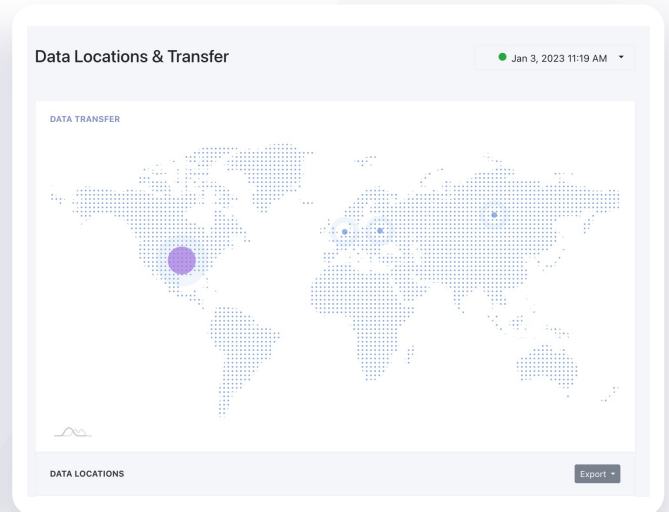 Data Locations & Transfer
Jan 3, 2023 11:19 AM
DATA TRANSFER
DATA LOCATIONS
Export